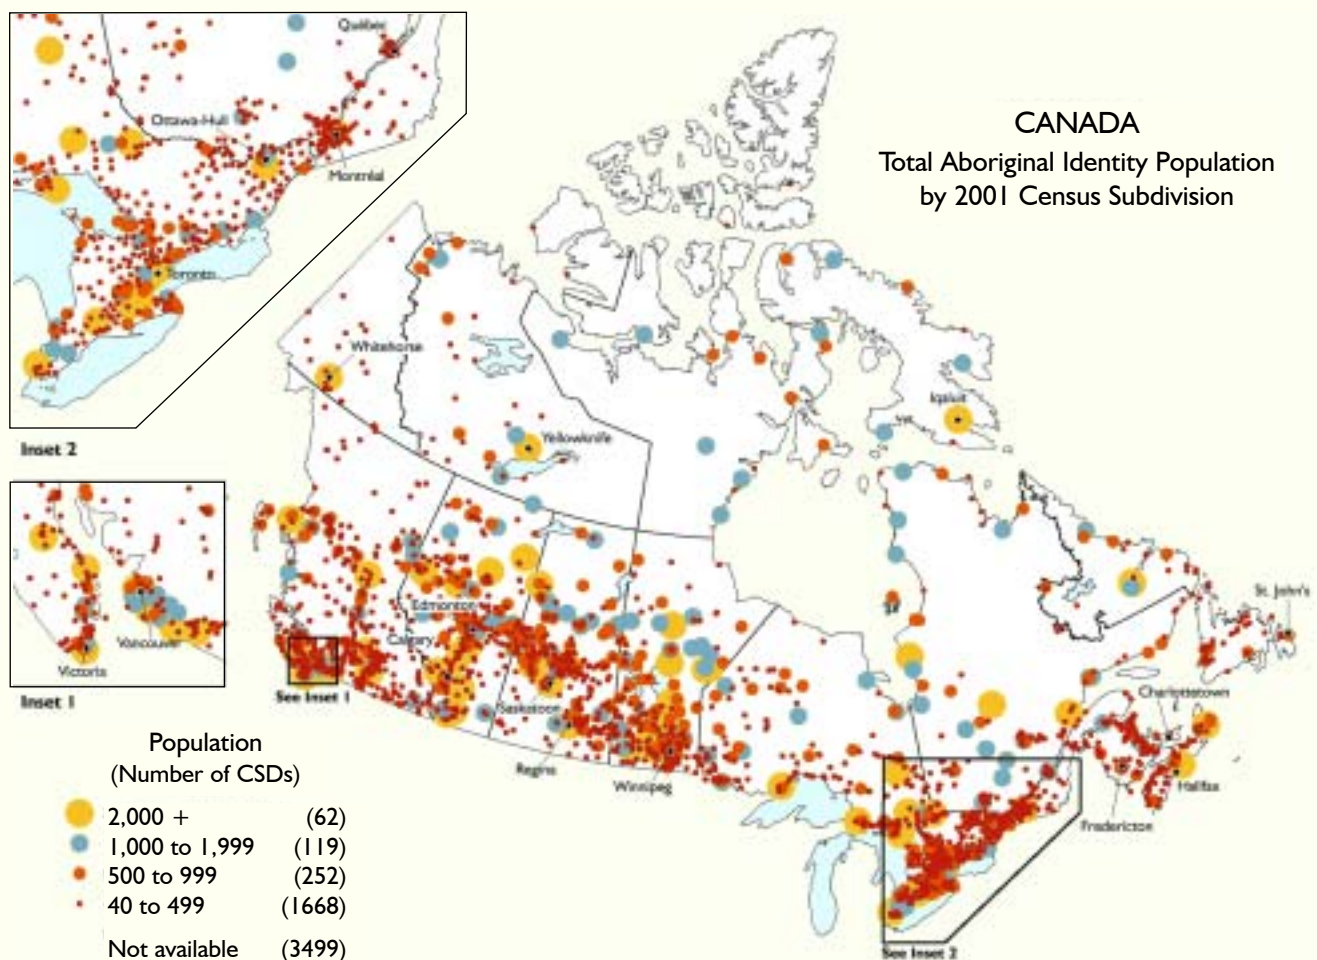 CANADA
Total Aboriginal Identity Population
by 2001 Census Subdivision
Québec
Ottawa-Hull
Montréal
Toronto
Inset 2
Whitehorse
Yellowknife
Iqaluit
Vancouver
Victoria
Inset 1
Edmonton
Calgary
See Inset 1
Saskatoon
Regina
Winnipeg
St. John's
Charlottetown
Halifax
Fredericton
See Inset 2
Population
(Number of CSDs)
2,000 + (62)
1,000 to 1,999 (119)
500 to 999 (252)
40 to 499 (1668)
Not available (3499)